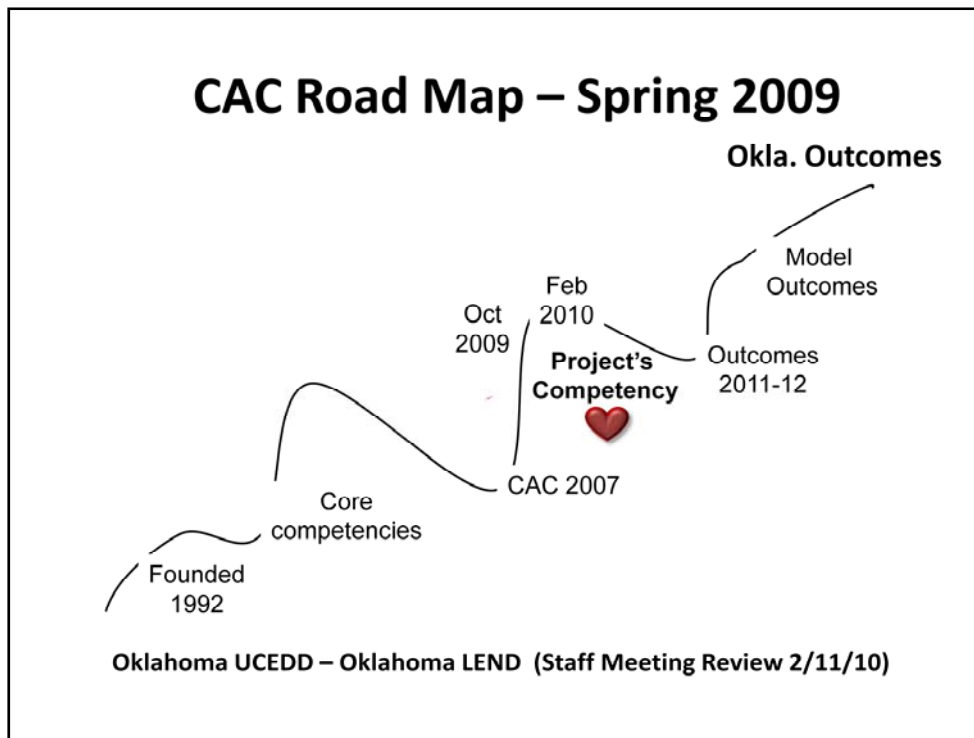 CAC Road Map – Spring 2009
Okla. Outcomes
Model
Outcomes
Feb
2010
Oct
2009
Project's
Competency
Outcomes
2011-12
CAC 2007
Core
competencies
Founded
1992
Oklahoma UCEDD – Oklahoma LEND (Staff Meeting Review 2/11/10)